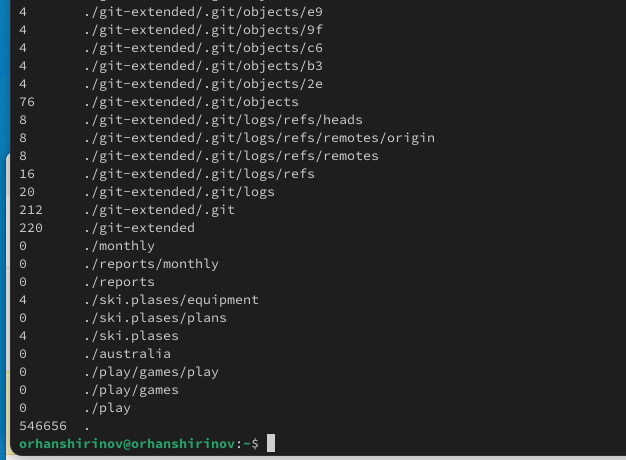 4 ./git-extended/.git/objects/e9
4 ./git-extended/.git/objects/9f
4 ./git-extended/.git/objects/c6
4 ./git-extended/.git/objects/b3
4 ./git-extended/.git/objects/2e
76 ./git-extended/.git/objects
8 ./git-extended/.git/logs/refs/heads
8 ./git-extended/.git/logs/refs/remotes/origin
8 ./git-extended/.git/logs/refs/remotes
16 ./git-extended/.git/logs/refs
20 ./git-extended/.git/logs
212 ./git-extended/.git
220 ./git-extended
0 ./monthly
0 ./reports/monthly
0 ./reports
4 ./ski.plases/equipment
0 ./ski.plases/plans
4 ./ski.plases
0 ./australia
0 ./play/games/play
0 ./play/games
0 ./play
546656 .
orhanshirinov@orhanshirinov:~$